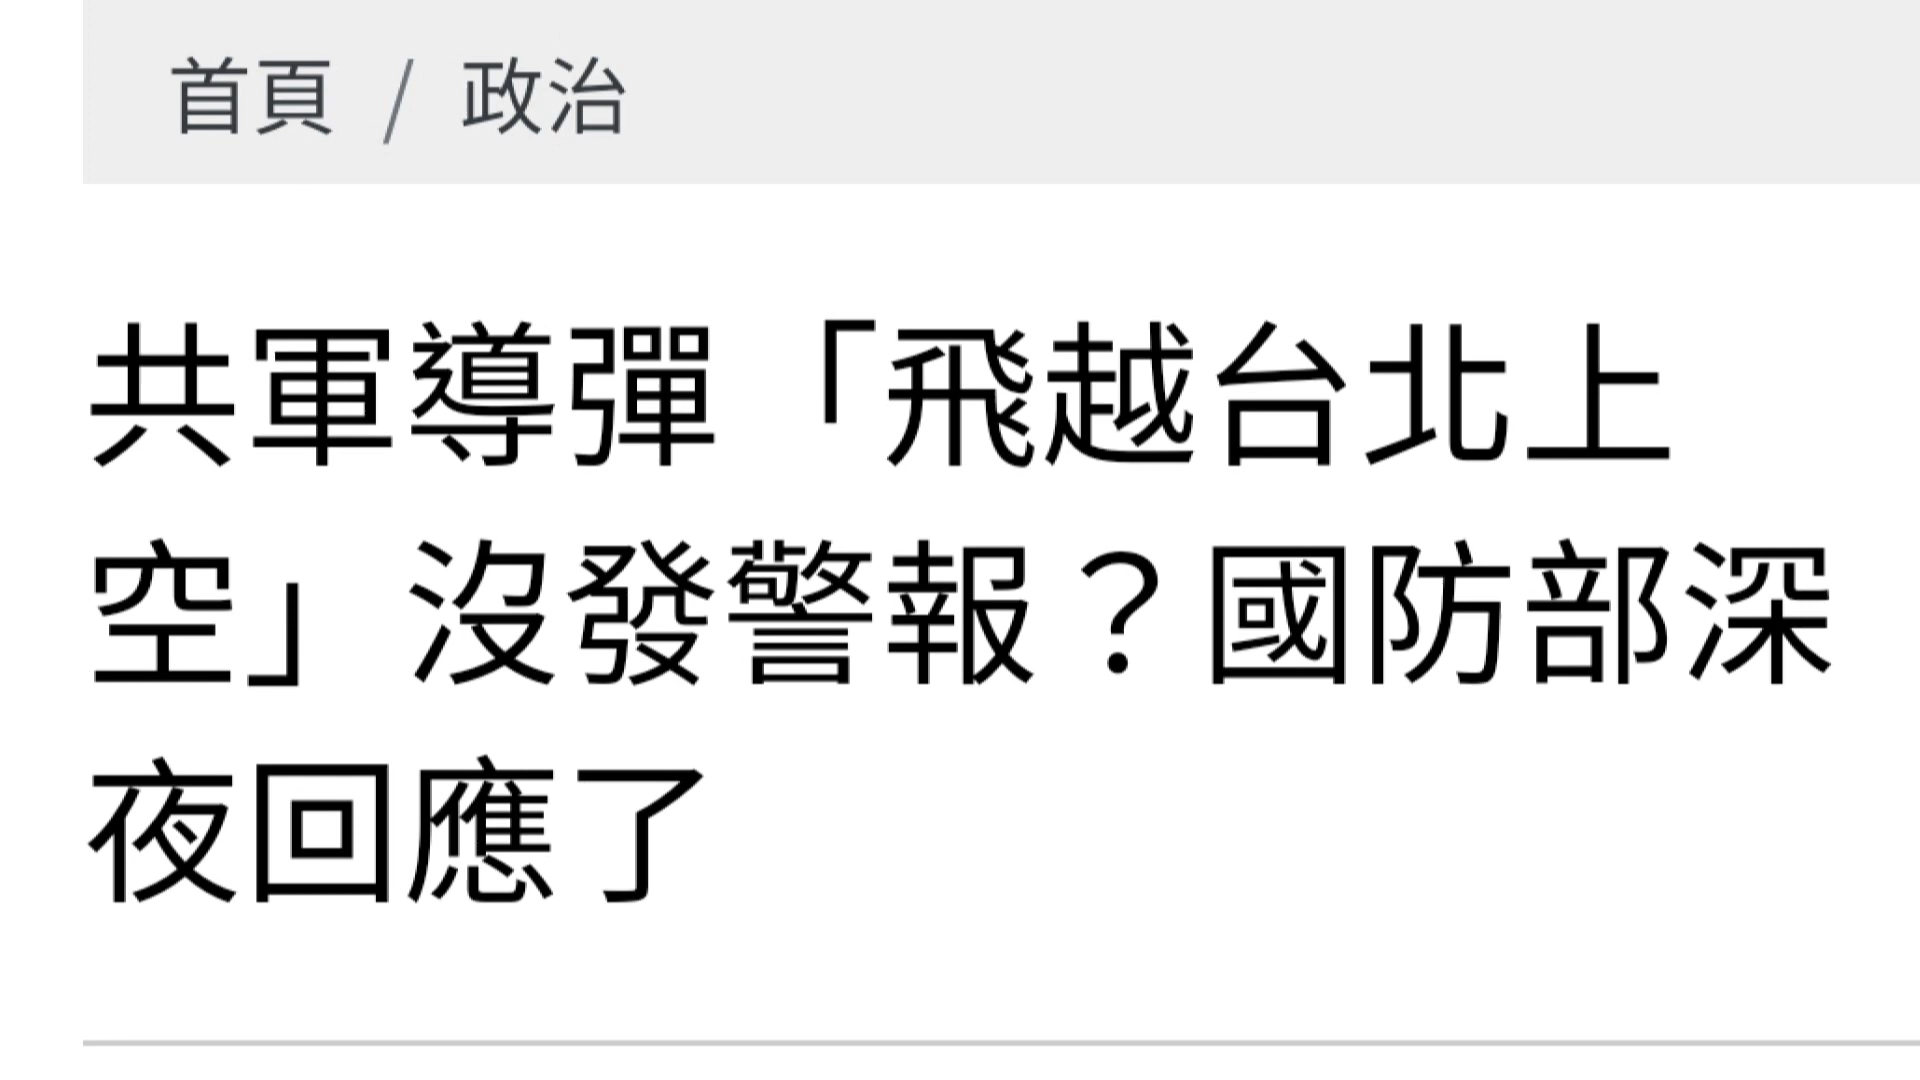 首頁 / 政治
共軍導彈「飛越台北上
空」沒發警報？國防部深
夜回應了